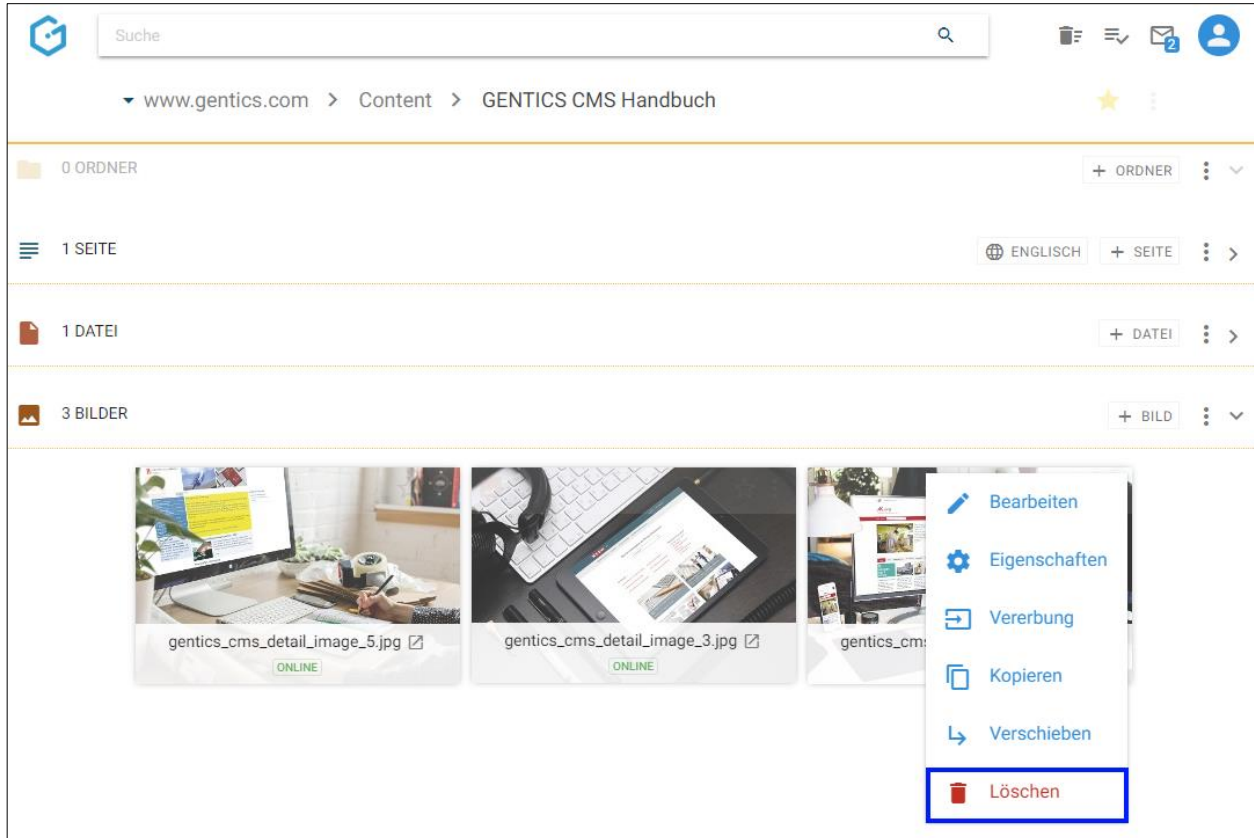 Suche
2
www.gentics.com > Content > GENTICS CMS Handbuch
0 ORDNER
+ ORDNER
1 SEITE
ENGLISCH
+ SEITE
1 DATEI
+ DATEI
3 BILDER
+ BILD
gentics_cms_detail_image_5.jpg
ONLINE
gentics_cms_detail_image_3.jpg
ONLINE
gentics_cms
Bearbeiten
Eigenschaften
Vererbung
Kopieren
Verschieben
Löschen